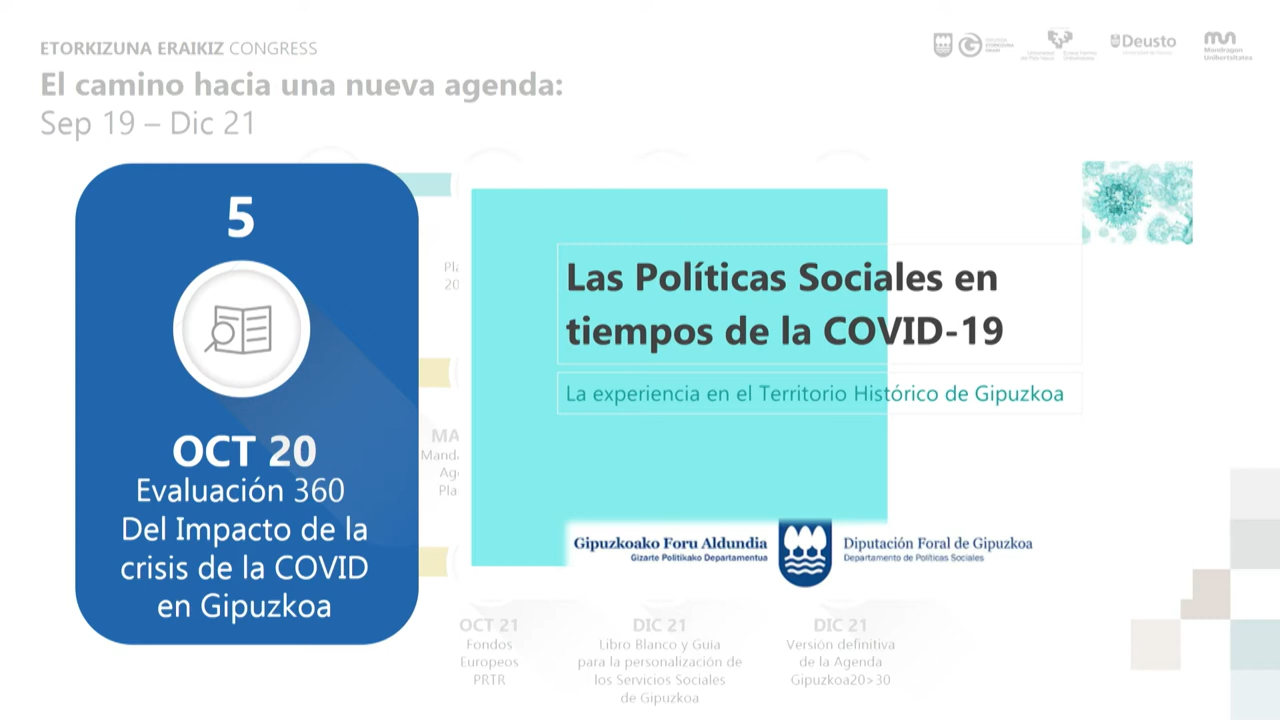 ETORKIZUNA ERAIKIZ CONGRESS
El camino hacia una nueva agenda:
Sep 19 – Dic 21
Deusto
Mondragon
Unibertsitatea
5
OCT 20
Evaluación 360
Del Impacto de la
crisis de la COVID
en Gipuzkoa
Las Políticas Sociales en
tiempos de la COVID-19
La experiencia en el Territorio Histórico de Gipuzkoa
Gipuzkoako Foru Aldundia
Gizarte Politikako Departamentua
Diputación Foral de Gipuzkoa
Departamento de Políticas Sociales
OCT 21
Fondos
Europeos
PRTR
DIC 21
Libro Blanco y Guía
para la personalización de
los Servicios Sociales
de Gipuzkoa
DIC 21
Versión definitiva
de la Agenda
Gipuzkoa20>30